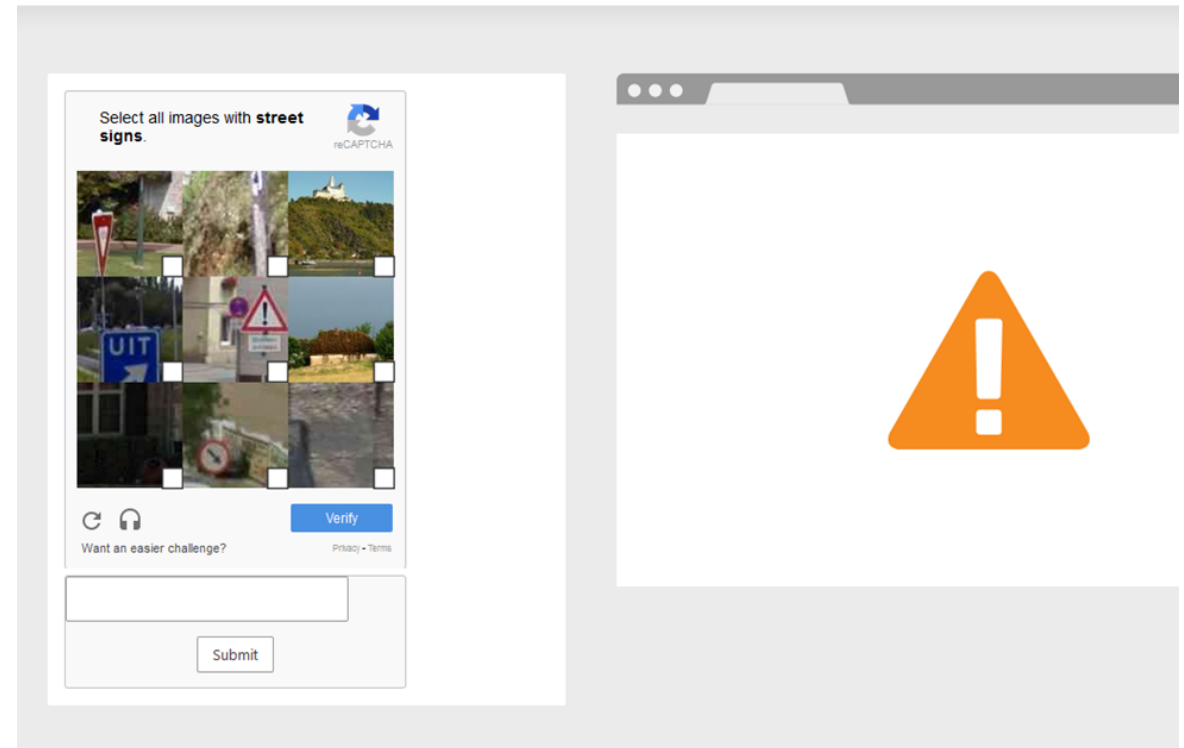 Select all images with street
signs.
reCAPTCHA
UIT
Verify
Want an easier challenge?
Privacy - Terms
Submit